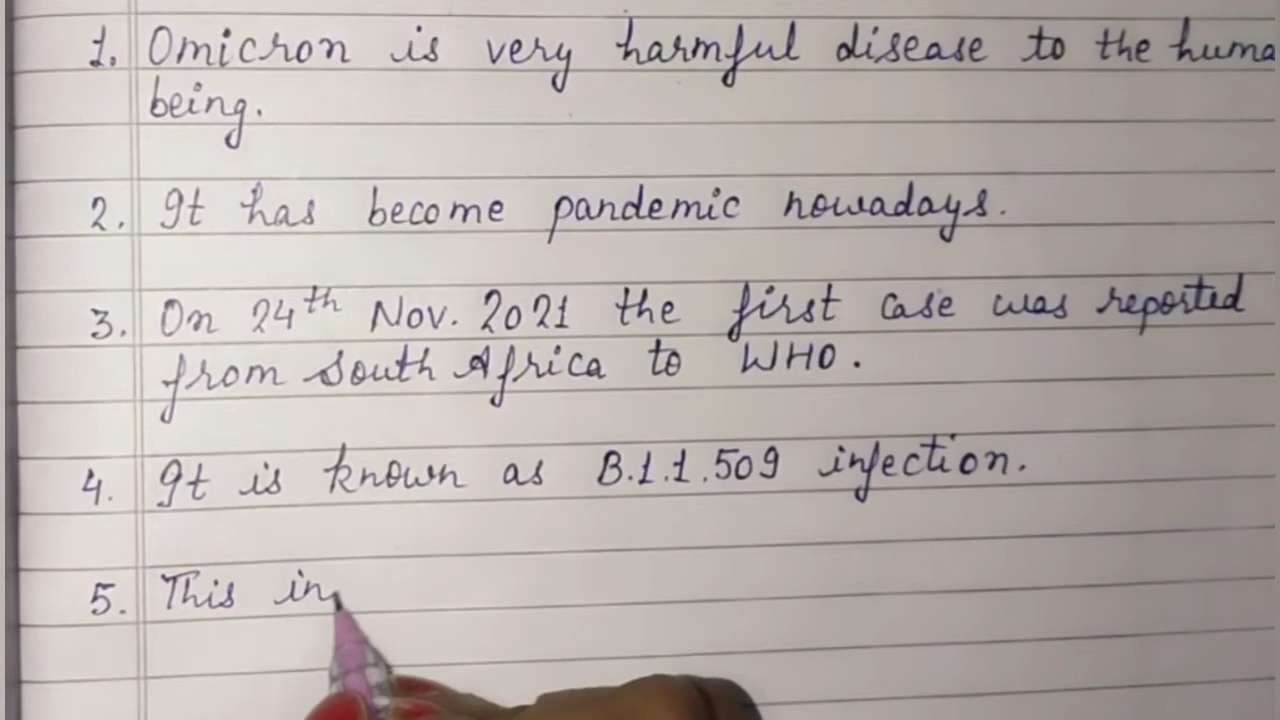 1. Omicron is very harmful disease to the huma
being.
2. It has become pandemic nowadays.
3. On 24th Nov. 2021 the first case was reported
from South Africa to WHO.
4. It is known as B.1.1.509 infection.
5. This in